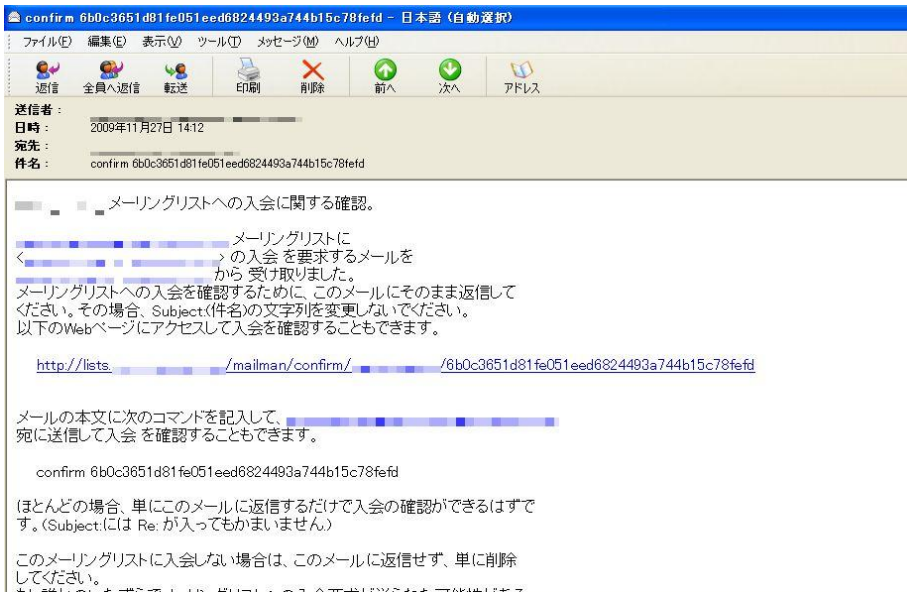 confirm 6b0c3651d81fe051eed6824493a744b15c78fefd - 日本語 (自動選択)
ファイル(F) 編集(E) 表示(V) ツール(T) メッセージ(M) ヘルプ(H)
返信 全員へ返信 転送 印刷 削除 前へ 次へ アドレス
送信者：
日時： 2009年11月27日 14:12
宛先：
件名： confirm 6b0c3651d81fe051eed6824493a744b15c78fefd
メーリングリストへの入会に関する確認。
メーリングリストに
< > の入会 を要求するメールを
から 受け取りました。
メーリングリストへの入会を確認するために、このメールにそのまま返信して
ください。その場合、Subject:(件名)の文字列を変更しないでください。
以下のWebページにアクセスして入会を確認することもできます。
http://lists. /mailman/confirm/ /6b0c3651d81fe051eed6824493a744b15c78fefd
メールの本文に次のコマンドを記入して、
宛に送信して入会 を確認することもできます。
confirm 6b0c3651d81fe051eed6824493a744b15c78fefd
ほとんどの場合、単にこのメールに返信するだけで入会の確認ができるはずで
す。(Subject:には Re: が入ってもかまいません。)
このメーリングリストに入会しない場合は、このメールに返信せず、単に削除
してください。